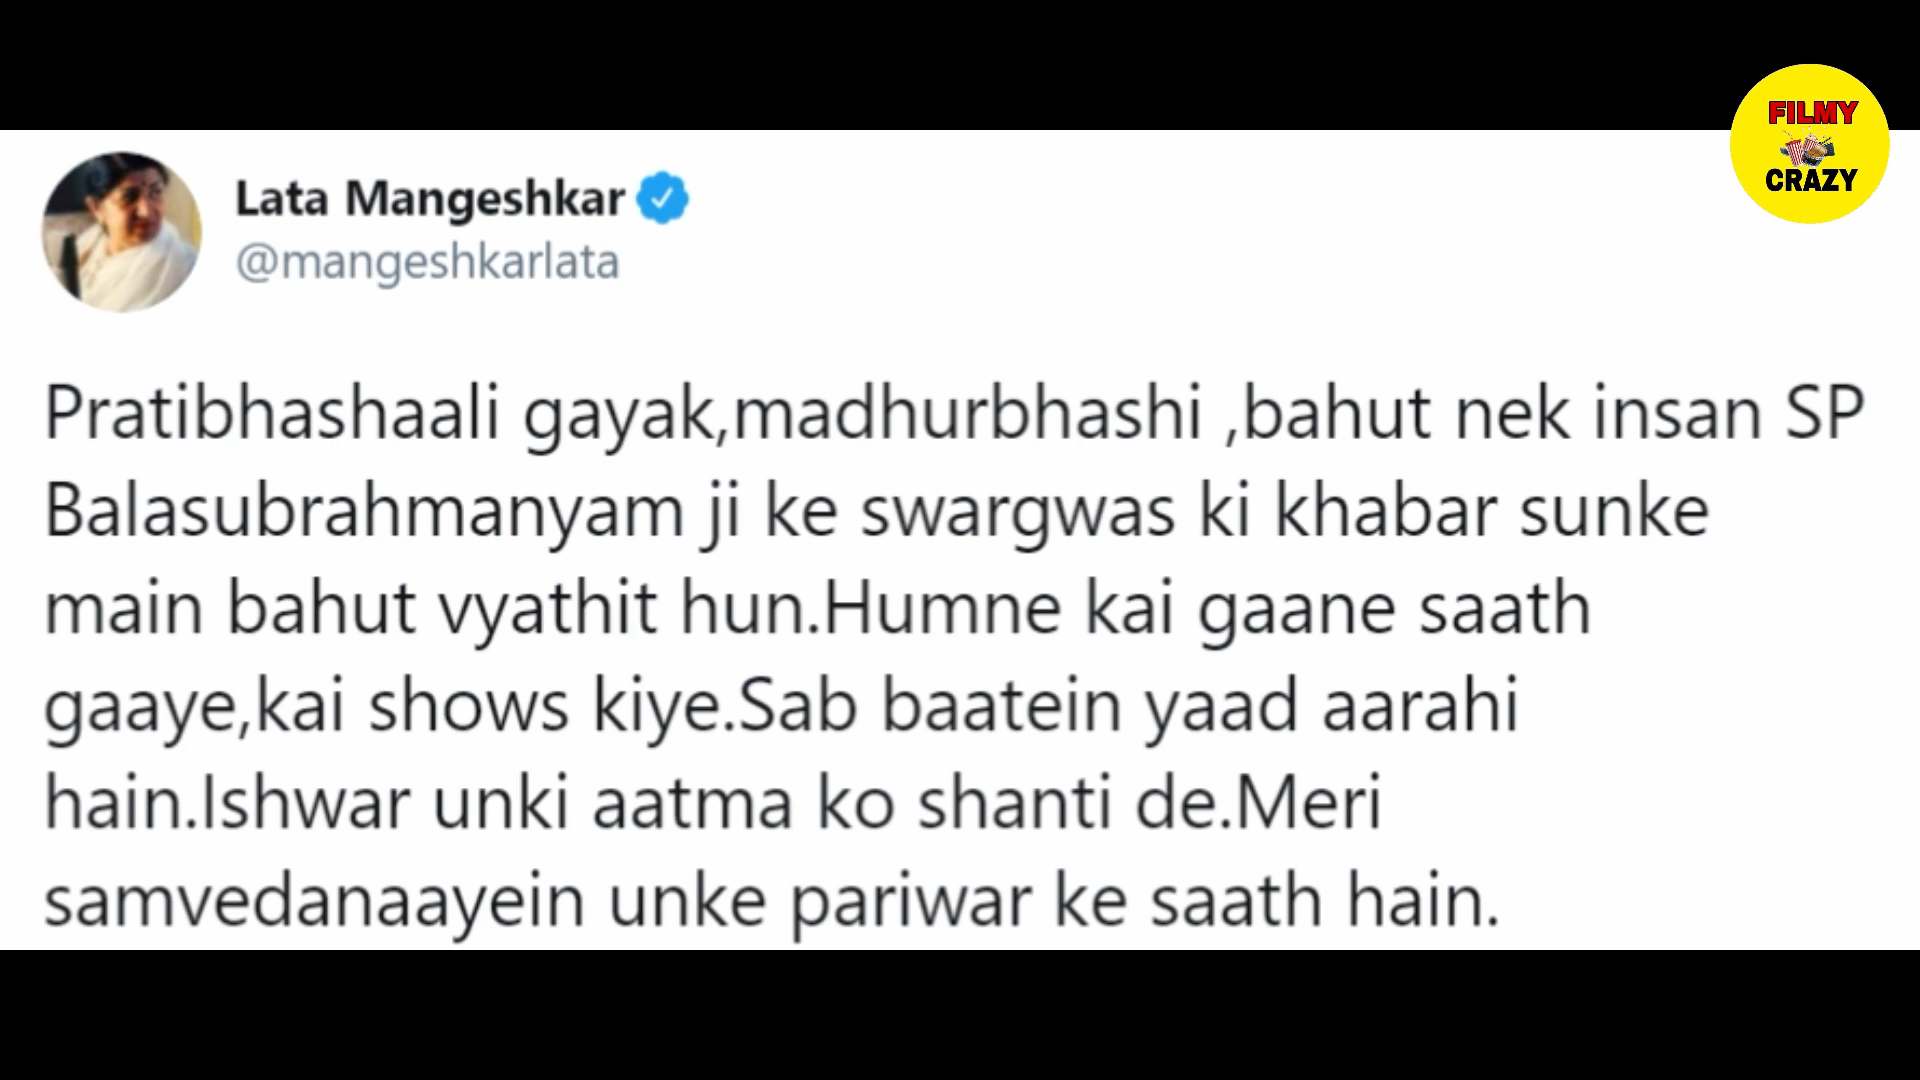 FILMY
CRAZY
Lata Mangeshkar
@mangeshkarlata
Pratibhashaali gayak,madhurbhashi ,bahut nek insan SP
Balasubrahmanyam ji ke swargwas ki khabar sunke
main bahut vyathit hun.Humne kai gaane saath
gaaye,kai shows kiye.Sab baatein yaad aarahi
hain.Ishwar unki aatma ko shanti de.Meri
samvedanaayein unke pariwar ke saath hain.